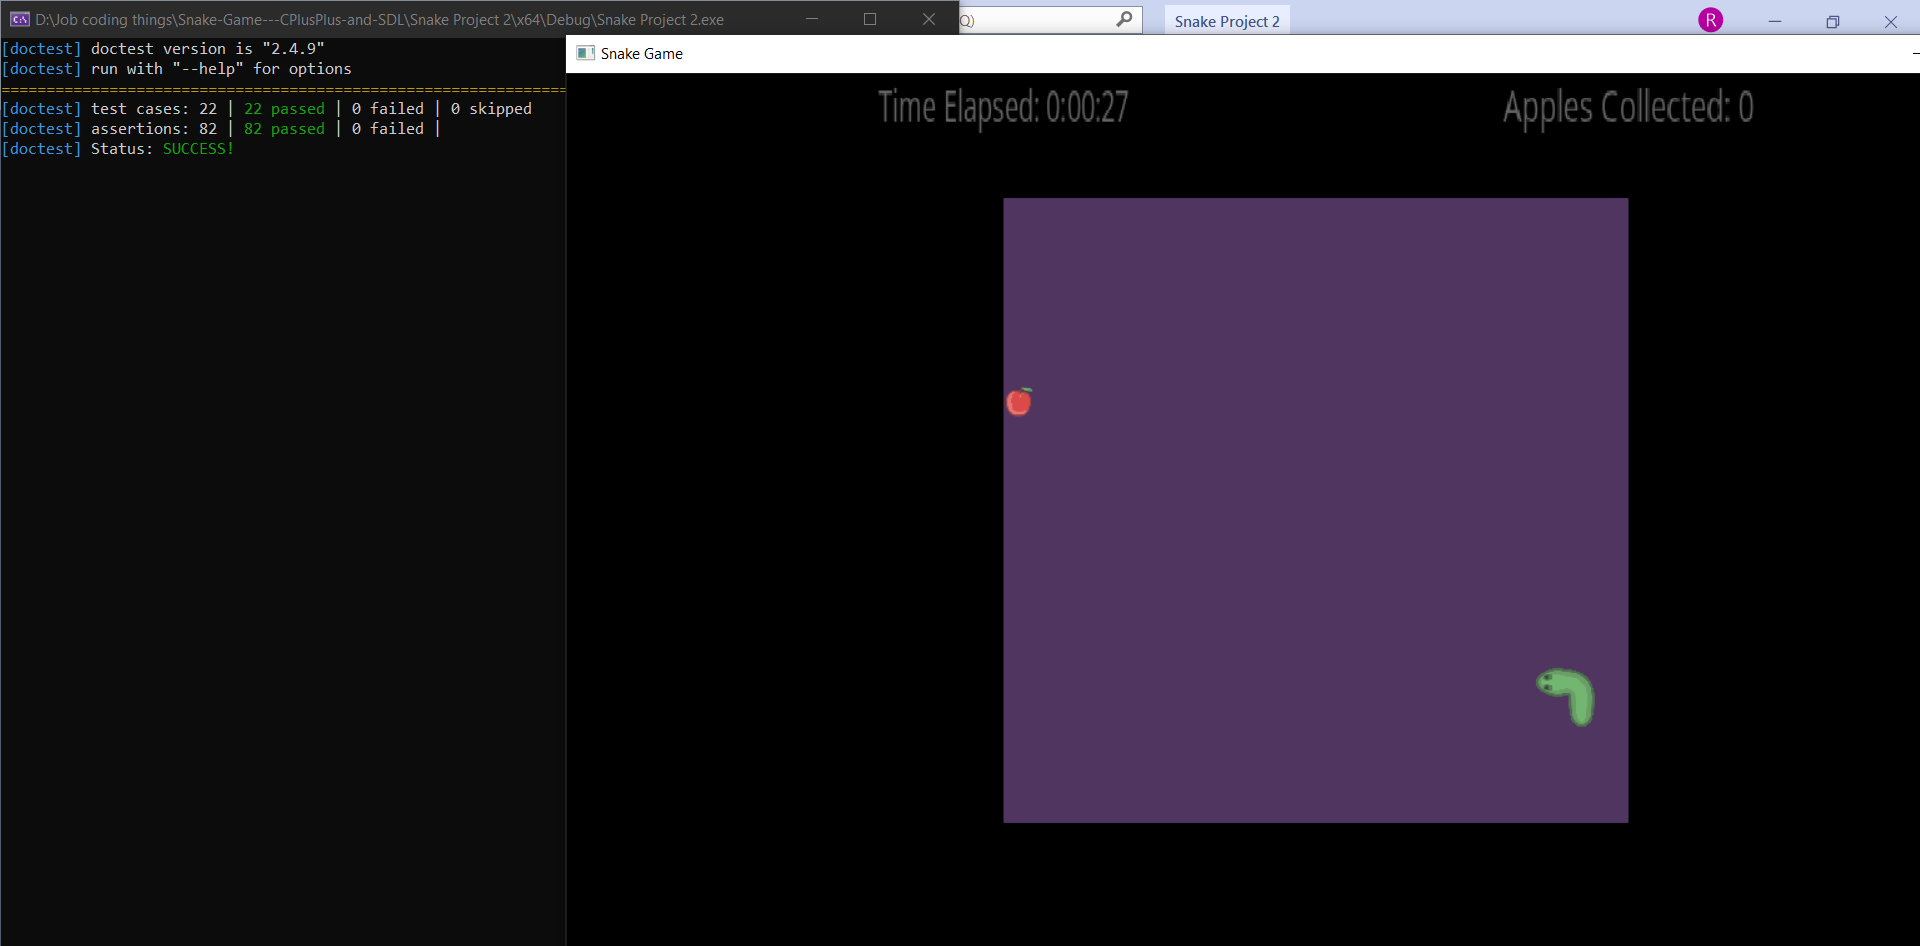 D:\Job coding things\Snake-Game---CPlusPlus-and-SDL\Snake Project 2\x64\Debug\Snake Project 2.exe
Q)
Snake Project 2
R
[doctest] doctest version is "2.4.9"
[doctest] run with "--help" for options
===============================================================
[doctest] test cases: 22 | 22 passed | 0 failed | 0 skipped
[doctest] assertions: 82 | 82 passed | 0 failed |
[doctest] Status: SUCCESS!
Snake Game
Time Elapsed: 0:00:27
Apples Collected: 0